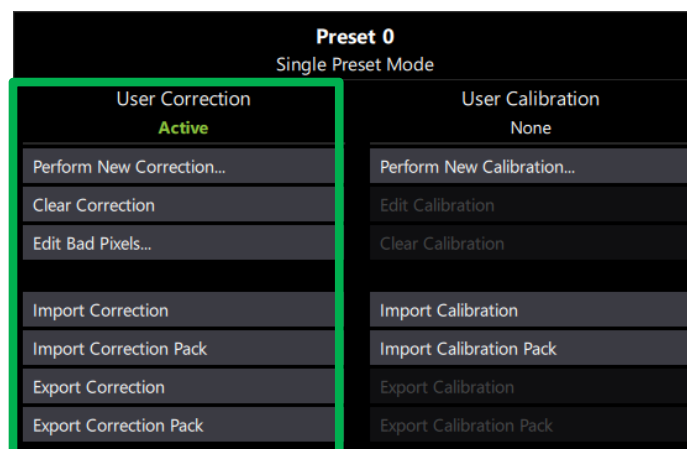 Preset 0
Single Preset Mode
User Correction
Active
Perform New Correction...
Clear Correction
Edit Bad Pixels...
Import Correction
Import Correction Pack
Export Correction
Export Correction Pack
User Calibration
None
Perform New Calibration...
Edit Calibration
Clear Calibration
Import Calibration
Import Calibration Pack
Export Calibration
Export Calibration Pack